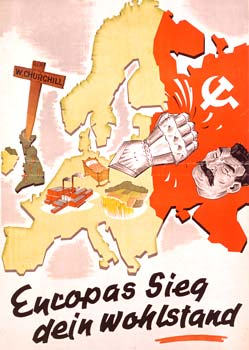 W. CHURCHILL
Europas Sieg
dein Wohlstand